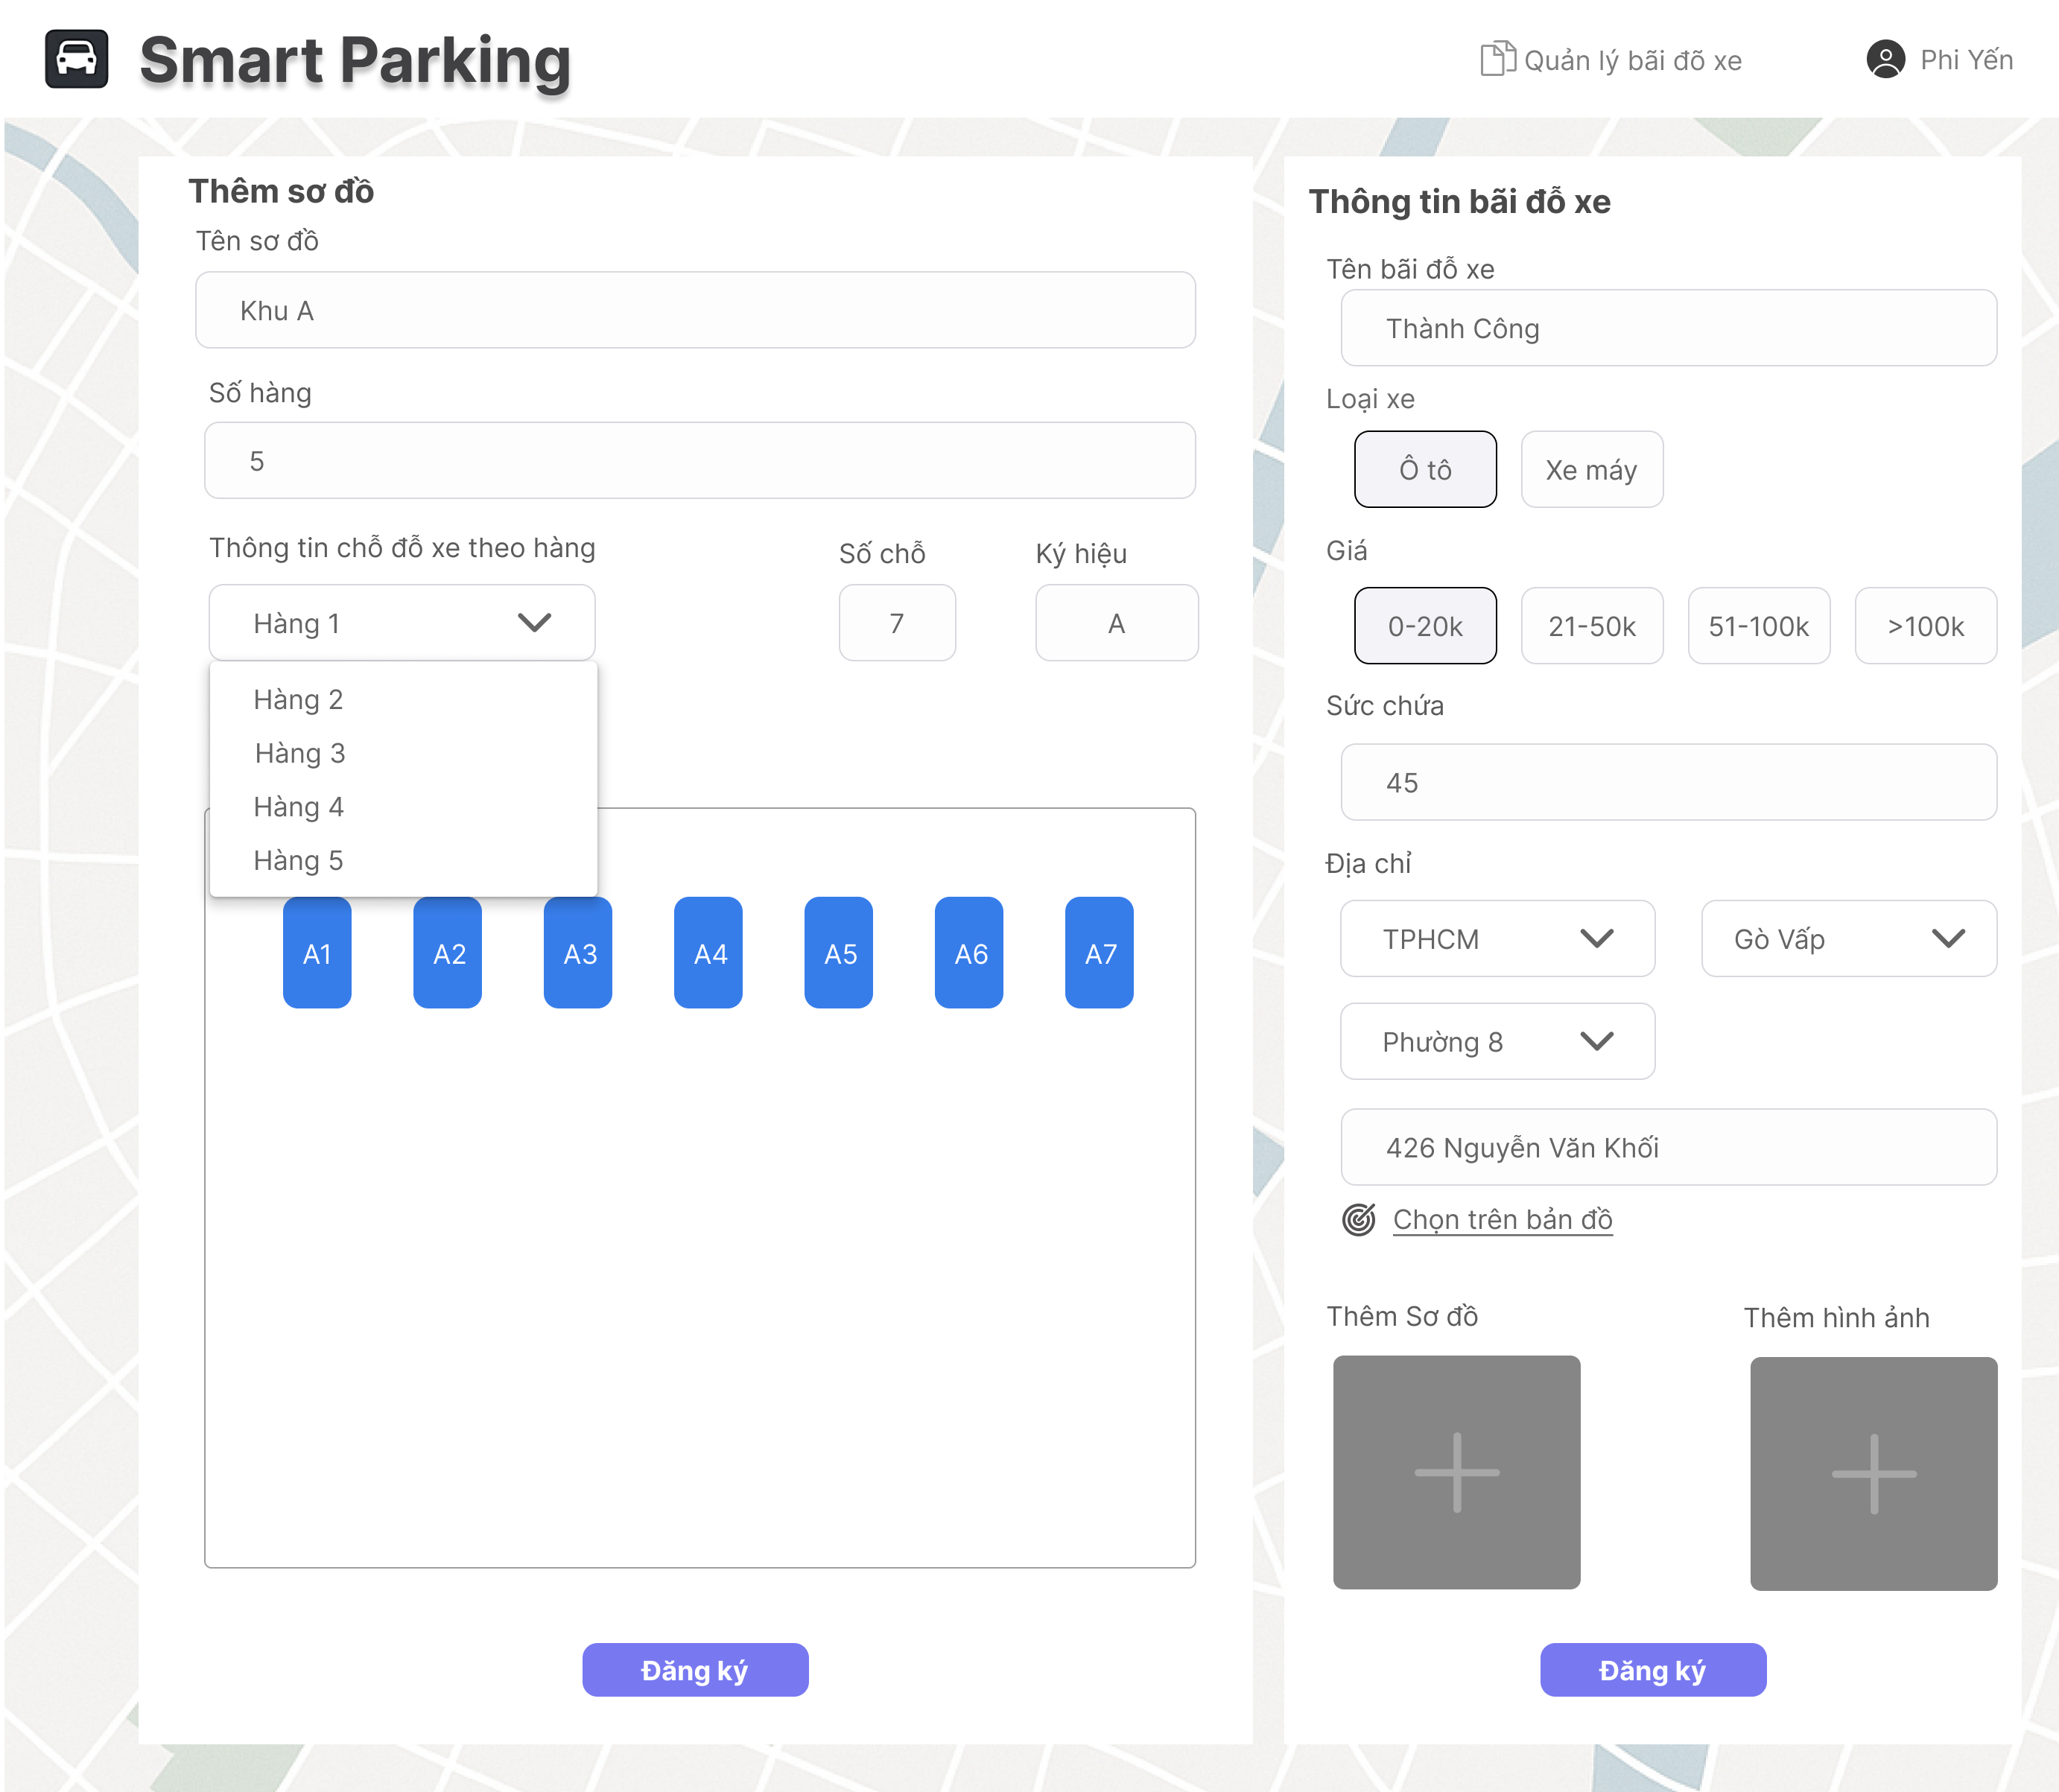 Smart Parking
Quản lý bãi đõ xe
Phi Yến
Thêm sơ đồ
Tên sơ đồ
Khu A
Số hàng
5
Thông tin chỗ đỗ xe theo hàng
Số chỗ
Ký hiệu
Hàng 1
7
A
Hàng 2
Hàng 3
Hàng 4
Hàng 5
A1 A2 A3 A4 A5 A6 A7
Đăng ký
Thông tin bãi đỗ xe
Tên bãi đỗ xe
Thành Công
Loại xe
Ô tô
Xe máy
Giá
0-20k
21-50k
51-100k
>100k
Sức chứa
45
Địa chỉ
TPHCM
Gò Vấp
Phường 8
426 Nguyễn Văn Khối
Chọn trên bản đồ
Thêm Sơ đồ
Thêm hình ảnh
Đăng ký